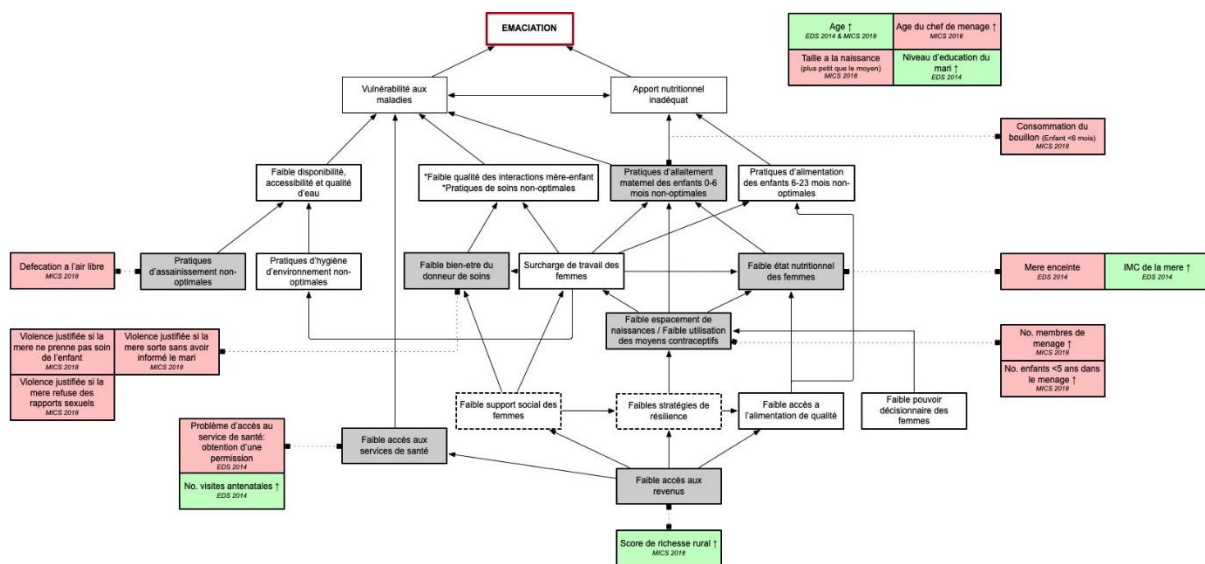 EMACIATION
Age ↑
EDS 2014 & MICS 2018
Age du chef de menage ↑
MICS 2018
Taille a la naissance
(plus petit que le moyen)
MICS 2018
Niveau d'education du
mari ↑
EDS 2014
Vulnérabilité aux
maladies
Apport nutritionnel
inadéquat
Consommation du
bouillon (Enfant <6 mois)
MICS 2018
Faible disponibilité,
accessibilité et qualité
d'eau
*Faible qualité des interactions mère-enfant
*Pratiques de soins non-optimales
Pratiques d'allaitement
maternel des enfants 0-6
mois non-optimales
Pratiques d'alimentation
des enfants 6-23 mois non-
optimales
Defecation a l'air libre
MICS 2018
Pratiques
d'assainissement non-
optimales
Pratiques d'hygiène
d'environnement non-
optimales
Faible bien-etre du
donneur de soins
Surcharge de travail des
femmes
Faible état nutritionnel
des femmes
Mere enceinte
EDS 2014
IMC de la mere ↑
EDS 2014
Faible espacement de
naissances / Faible utilisation
des moyens contraceptifs
Violence justifiée si la
mere ne prenne pas soin
de l'enfant
MICS 2018
Violence justifiée si la
mere sorte sans avoir
informé le mari
MICS 2018
Violence justifiée si la
mere refuse des
rapports sexuels
MICS 2018
No. membres de
menage ↑
MICS 2018
No. enfants <5 ans dans
le menage ↑
MICS 2018
Faible support social des
femmes
Faibles stratégies de
résilience
Faible accès a
l'alimentation de qualité
Faible pouvoir
décisionnaire des
femmes
Problème d'accès au
service de santé:
obtention d'une
permission
EDS 2014
No. visites antenatales ↑
EDS 2014
Faible accès aux
services de santé
Faible accès aux
revenus
Score de richesse rural ↑
MICS 2018